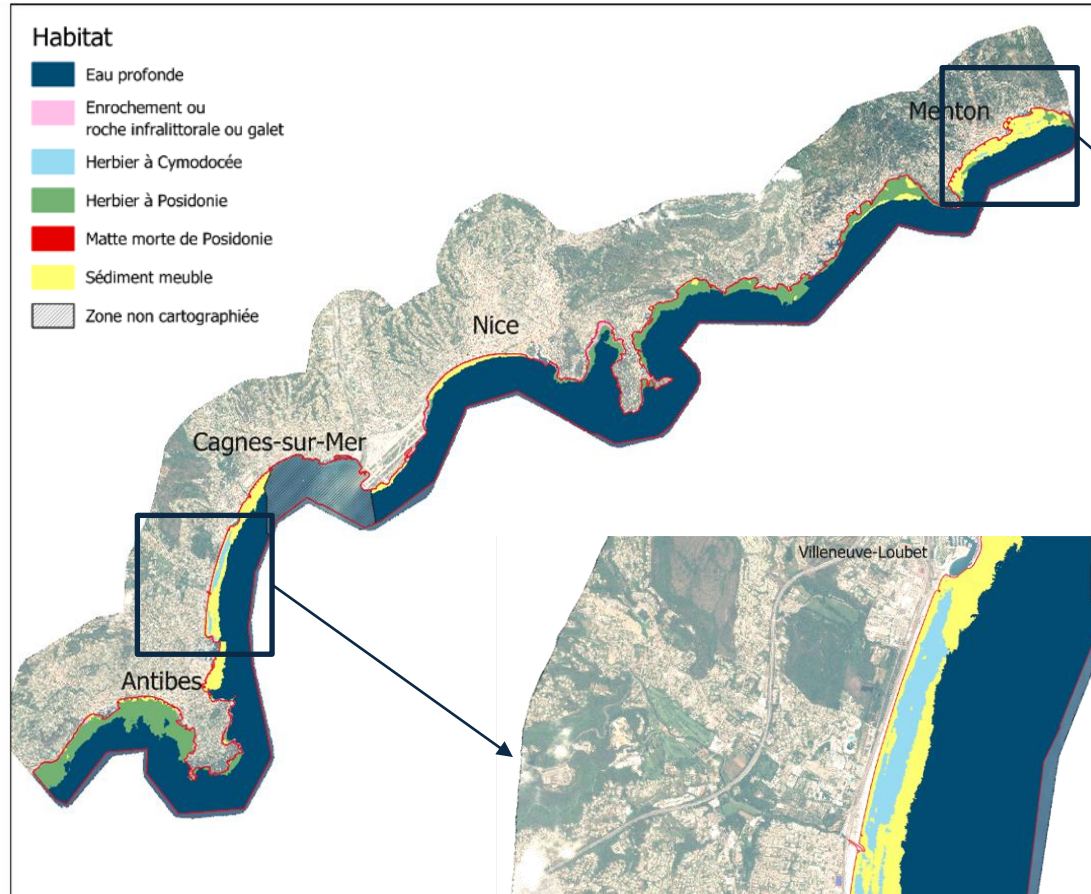 Habitat
Eau profonde
Enrochement ou
roche infralittorale ou galet
Herbier à Cymodocée
Herbier à Posidonie
Matte morte de Posidonie
Sédiment meuble
Zone non cartographiée
Menton
Nice
Cagnes-sur-Mer
Antibes
Villeneuve-Loubet